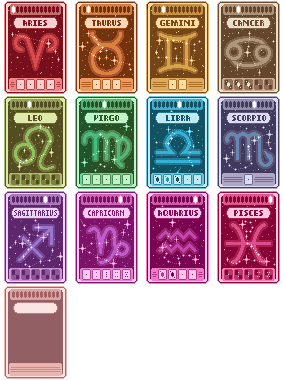 ARIES
TAURUS
GEMINI
CANCER
LEO
VIRGO
LIBRA
SCORPIO
SAGITTARIUS
CAPRICORN
AQUARIUS
PISCES